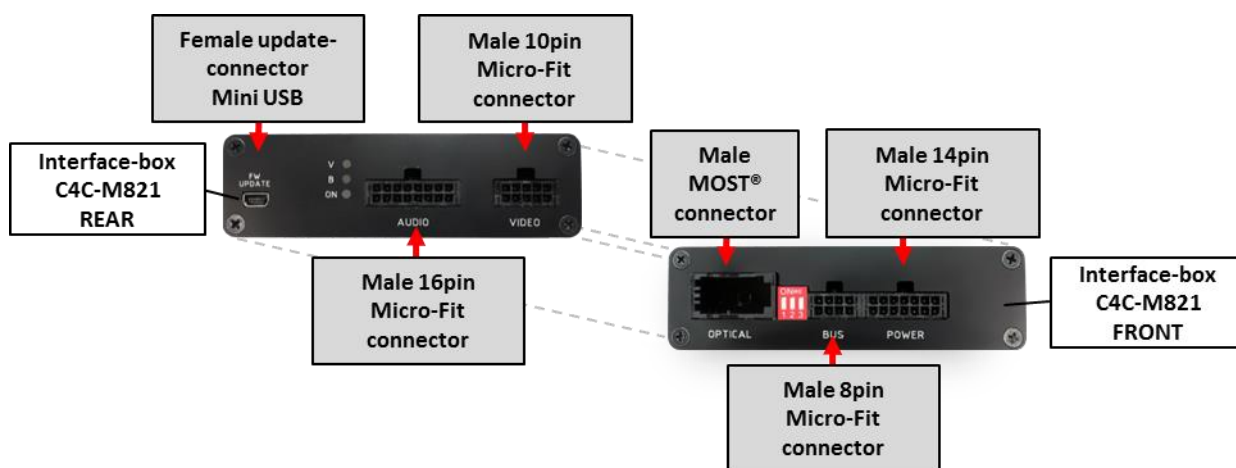 Female update-
connector
Mini USB
Male 10pin
Micro-Fit
connector
Interface-box
C4C-M821
REAR
FW
UPDATE
V
B
ON
AUDIO
VIDEO
Male
MOST®
connector
Male 14pin
Micro-Fit
connector
Male 16pin
Micro-Fit
connector
OPTICAL
1 2 3
BUS
POWER
Interface-box
C4C-M821
FRONT
Male 8pin
Micro-Fit
connector